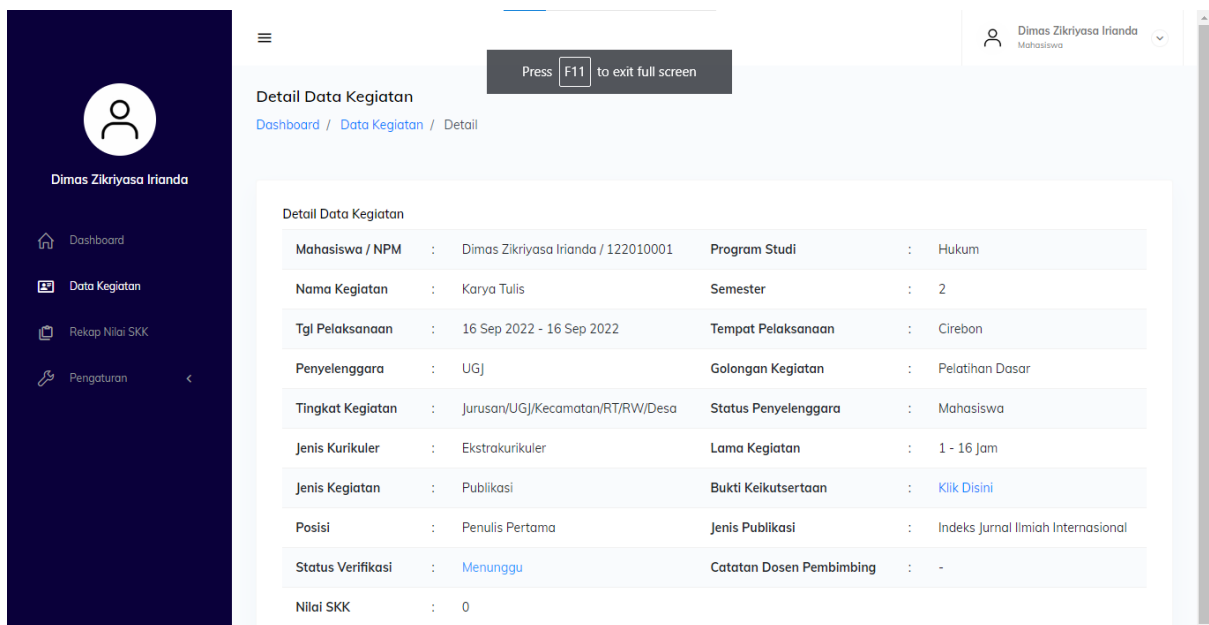 Dimas Zikriyasa Irianda
Mahasiswa
Press F11 to exit full screen
Detail Data Kegiatan
Dashboard / Data Kegiatan / Detail
Dimas Zikriyasa Irianda
Dashboard
Data Kegiatan
Rekap Nilai SKK
Pengaturan
Detail Data Kegiatan
Mahasiswa / NPM : Dimas Zikriyasa Irianda / 122010001 Program Studi : Hukum
Nama Kegiatan : Karya Tulis Semester : 2
Tgl Pelaksanaan : 16 Sep 2022 - 16 Sep 2022 Tempat Pelaksanaan : Cirebon
Penyelenggara : UGJ Golongan Kegiatan : Pelatihan Dasar
Tingkat Kegiatan : Jurusan/UGJ/Kecamatan/RT/RW/Desa Status Penyelenggara : Mahasiswa
Jenis Kurikuler : Ekstrakurikuler Lama Kegiatan : 1 - 16 Jam
Jenis Kegiatan : Publikasi Bukti Keikutsertaan : Klik Disini
Posisi : Penulis Pertama Jenis Publikasi : Indeks Jurnal Ilmiah Internasional
Status Verifikasi : Menunggu Catatan Dosen Pembimbing : -
Nilai SKK : 0